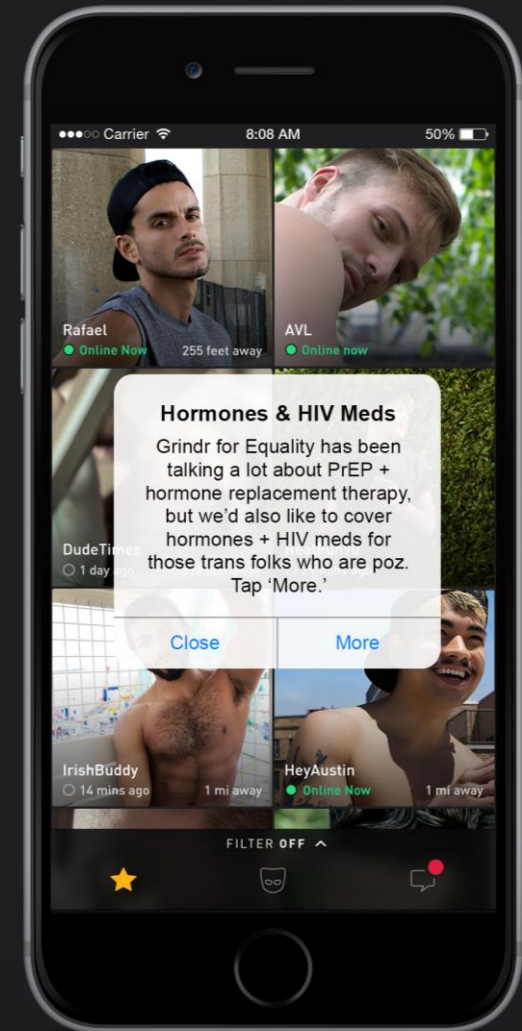 Carrier 8:08 AM 50%
Rafael
Online Now 255 feet away
AVL
Online now
Hormones & HIV Meds
Grindr for Equality has been
talking a lot about PrEP +
hormone replacement therapy,
but we’d also like to cover
hormones + HIV meds for
those trans folks who are poz.
Tap ‘More.’
Close More
DudeTimes
1 day ago
IrishBuddy
14 mins ago 1 mi away
HeyAustin
Online Now 1 mi away
FILTER OFF